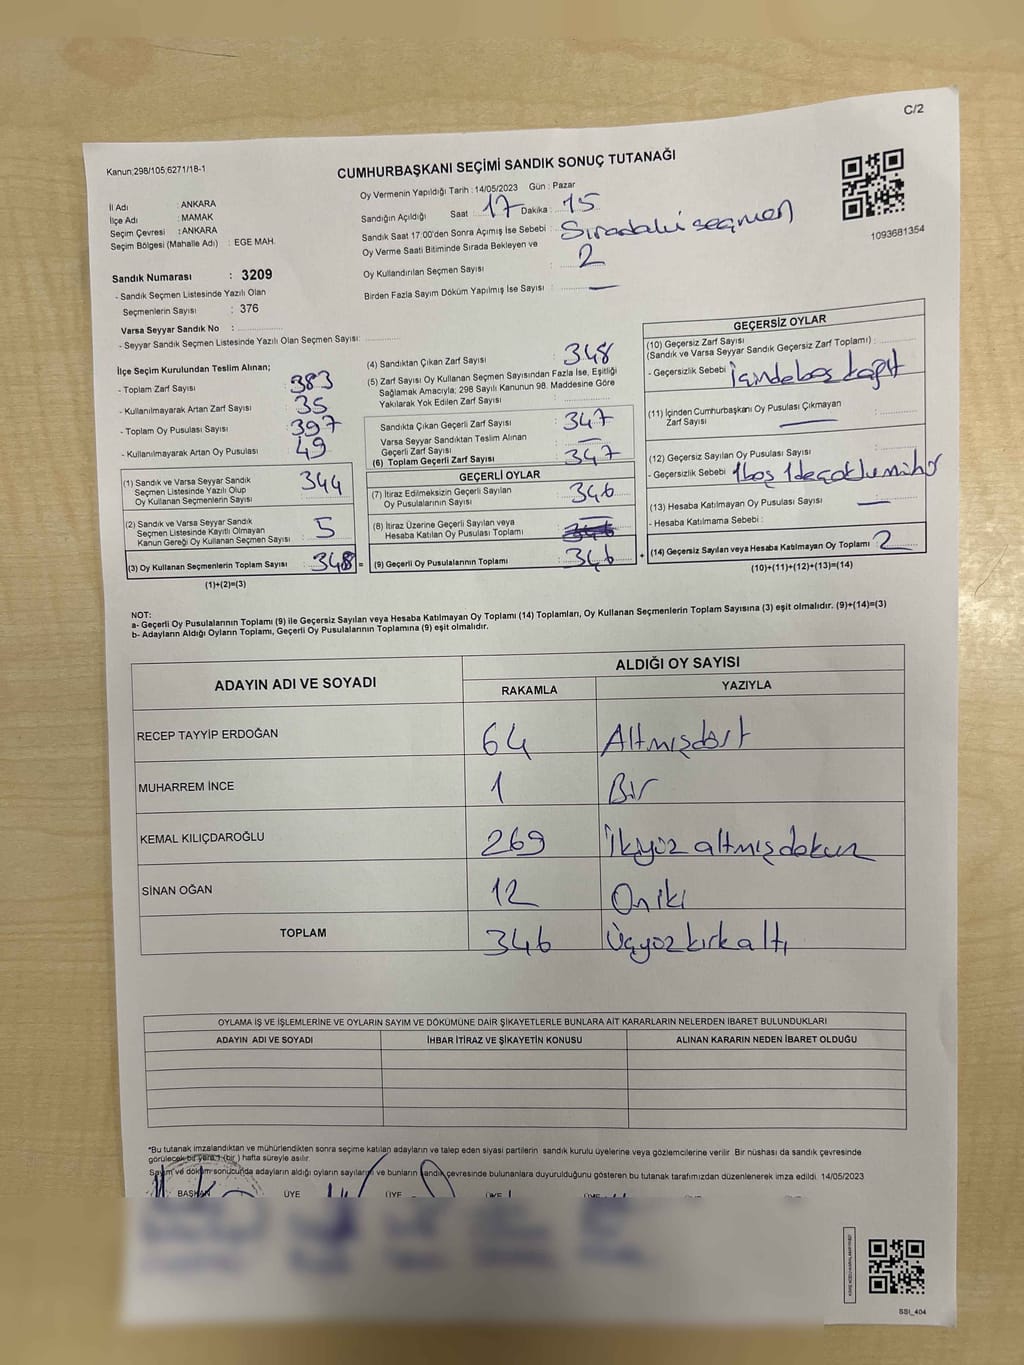 C/2
Kanun;298/105;6271/18-1
CUMHURBAŞKANI SEÇİMİ SANDIK SONUÇ TUTANAĞI
Oy Vermenin Yapıldığı Tarih : 14/05/2023 Gün : Pazar
İl Adı : ANKARA
İlçe Adı : MAMAK
Seçim Çevresi : ANKARA
Seçim Bölgesi (Mahalle Adı) : EGE MAH.
Sandığın Açıldığı Saat 17 Dakika 15
Sandık Saat 17:00'den Sonra Açımış İse Sebebi : Sıradaki seçmen
Oy Verme Saati Bitiminde Sırada Bekleyen ve
Oy Kullandırılan Seçmen Sayısı : 2
Birden Fazla Sayım Döküm Yapılmış İse Sayısı : —
1093681354
Sandık Numarası : 3209
- Sandık Seçmen Listesinde Yazılı Olan
Seçmenlerin Sayısı : 376
Varsa Seyyar Sandık No :
- Seyyar Sandık Seçmen Listesinde Yazılı Olan Seçmen Sayısı:
İlçe Seçim Kurulundan Teslim Alınan;
- Toplam Zarf Sayısı : 383
- Kullanılmayarak Artan Zarf Sayısı : 35
- Toplam Oy Pusulası Sayısı : 397
- Kullanılmayarak Artan Oy Pusulası : 49
(1) Sandık ve Varsa Seyyar Sandık
Seçmen Listesinde Yazılı Olup
Oy Kullanan Seçmenlerin Sayısı : 344
(2) Sandık ve Varsa Seyyar Sandık
Seçmen Listesinde Kayıtlı Olmayan
Kanun Gereği Oy Kullanan Seçmen Sayısı : 5
(3) Oy Kullanan Seçmenlerin Toplam Sayısı : 348 =
(1)+(2)=(3)
(4) Sandıktan Çıkan Zarf Sayısı : 348
(5) Zarf Sayısı Oy Kullanan Seçmen Sayısından Fazla İse, Eşitliği
Sağlamak Amacıyla; 298 Sayılı Kanunun 98. Maddesine Göre
Yakılarak Yok Edilen Zarf Sayısı :
Sandıkta Çıkan Geçerli Zarf Sayısı : 347
Varsa Seyyar Sandıktan Teslim Alınan
Geçerli Zarf Sayısı : —
(6) Toplam Geçerli Zarf Sayısı : 347
GEÇERLİ OYLAR
(7) İtiraz Edilmeksizin Geçerli Sayılan
Oy Pusulalarının Sayısı : 346
(8) İtiraz Üzerine Geçerli Sayılan veya
Hesaba Katılan Oy Pusulası Toplamı :
(9) Geçerli Oy Pusulalarının Toplamı : 346 +
GEÇERSİZ OYLAR
(10) Geçersiz Zarf Sayısı
(Sandık ve Varsa Seyyar Sandık Geçersiz Zarf Toplamı) :
- Geçersizlik Sebebi : İçinde boş kağıt
(11) İçinden Cumhurbaşkanı Oy Pusulası Çıkmayan
Zarf Sayısı : —
(12) Geçersiz Sayılan Oy Pusulası Sayısı :
- Geçersizlik Sebebi : 1 boş 1de çoklu mühür
(13) Hesaba Katılmayan Oy Pusulası Sayısı : —
- Hesaba Katılmama Sebebi :
(14) Geçersiz Sayılan veya Hesaba Katılmayan Oy Toplamı : 2
(10)+(11)+(12)+(13)=(14)
NOT:
a- Geçerli Oy Pusulalarının Toplamı (9) ile Geçersiz Sayılan veya Hesaba Katılmayan Oy Toplamı (14) Toplamları, Oy Kullanan Seçmenlerin Toplam Sayısına (3) eşit olmalıdır. (9)+(14)=(3)
b- Adayların Aldığı Oyların Toplamı, Geçerli Oy Pusulalarının Toplamına (9) eşit olmalıdır.
ADAYIN ADI VE SOYADI ALDIĞI OY SAYISI
RAKAMLA YAZIYLA
RECEP TAYYİP ERDOĞAN 64 Altmışdört
MUHARREM İNCE 1 Bir
KEMAL KILIÇDAROĞLU 269 İkiyüz altmışdokuz
SİNAN OĞAN 12 Oniki
TOPLAM 346 Üçyüzkırkaltı
OYLAMA İŞ VE İŞLEMLERİNE VE OYLARIN SAYIM VE DÖKÜMÜNE DAİR ŞİKAYETLERLE BUNLARA AİT KARARLARIN NELERDEN İBARET BULUNDUKLARI
ADAYIN ADI VE SOYADI İHBAR İTİRAZ VE ŞİKAYETİN KONUSU ALINAN KARARIN NEDEN İBARET OLDUĞU
*Bu tutanak imzalandıktan ve mühürlendikten sonra seçime katılan adayların ve talep eden siyasi partilerin sandık kurulu üyelerine veya gözlemcilerine verilir. Bir nüshası da sandık çevresinde
görülecek bir yere 1 (bir ) hafta süreyle asılır.
Sayım ve döküm sonucunda adayların aldığı oyların sayılarını ve bunların sandık çevresinde bulunanlara duyurulduğunu gösteren bu tutanak tarafımızdan düzenlenerek imza edildi. 14/05/2023
BAŞKAN ÜYE ÜYE ÜYE ÜYE
SSI_404